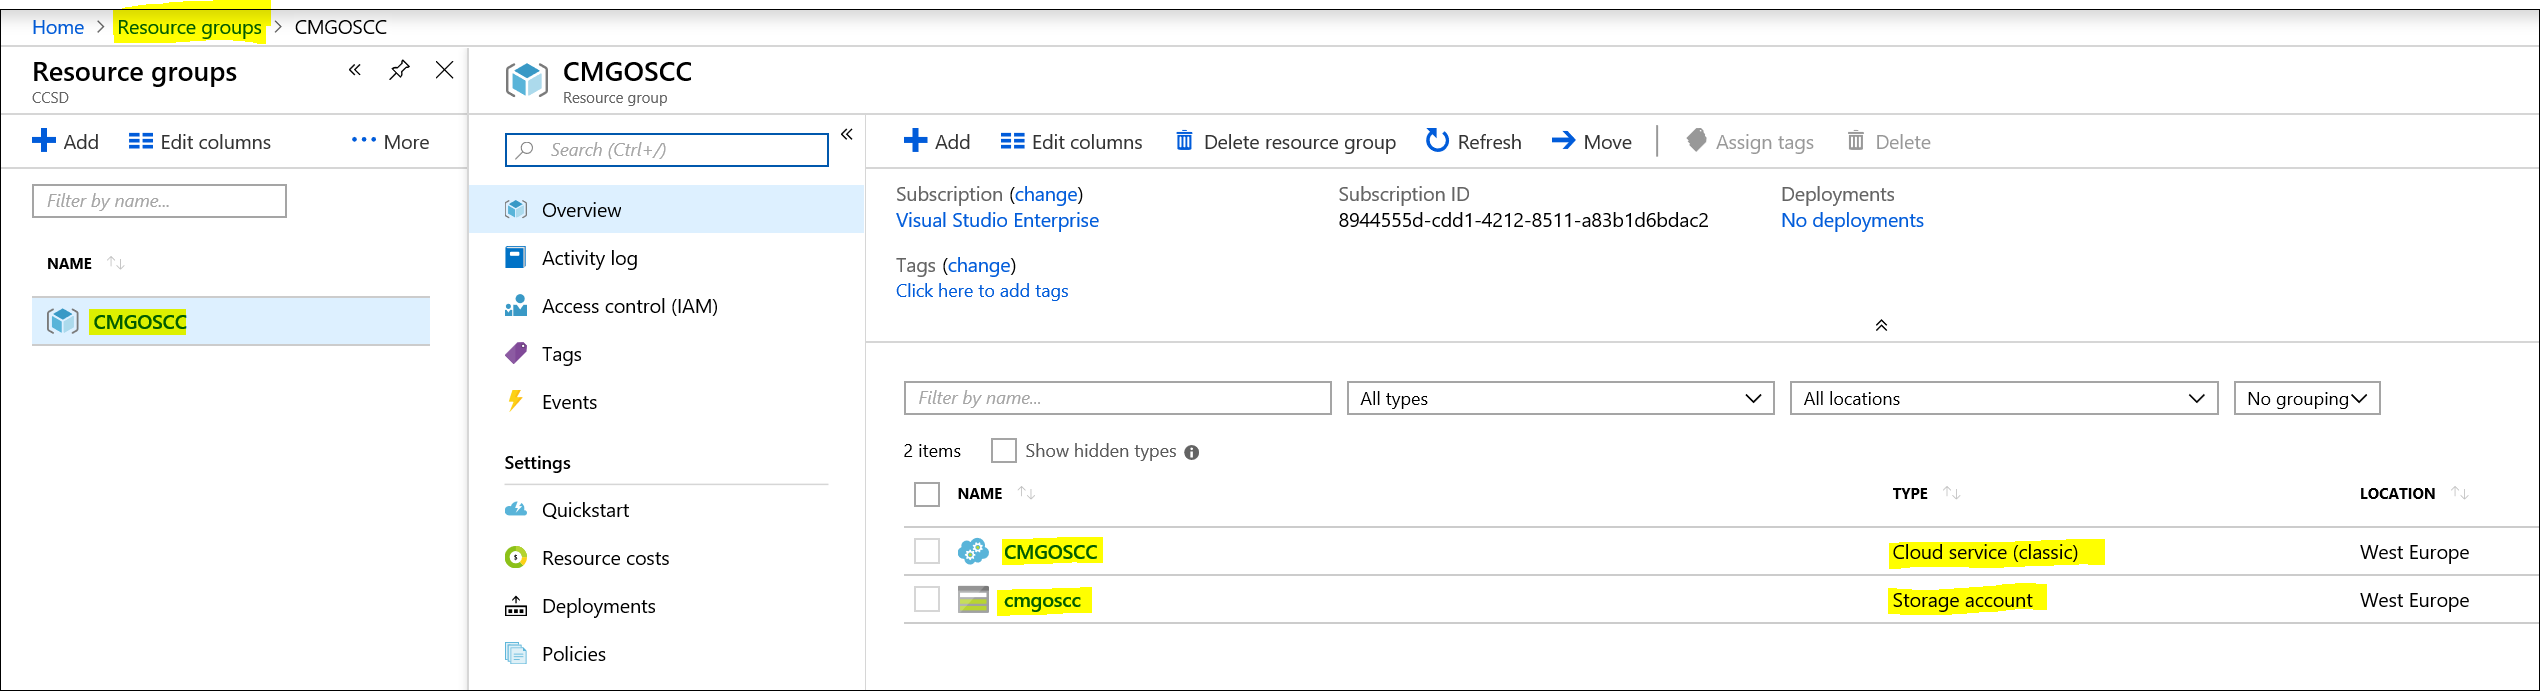 Home > Resource groups > CMGOSCC
Resource groups
CCSD
Add Edit columns ... More
Filter by name...
NAME
CMGOSCC
CMGOSCC
Resource group
Search (Ctrl+/)
Overview
Activity log
Access control (IAM)
Tags
Events
Settings
Quickstart
Resource costs
Deployments
Policies
Add Edit columns Delete resource group Refresh Move Assign tags Delete
Subscription (change) Subscription ID Deployments
Visual Studio Enterprise 8944555d-cdd1-4212-8511-a83b1d6bdac2 No deployments
Tags (change)
Click here to add tags
Filter by name... All types All locations No grouping
2 items Show hidden types
NAME TYPE LOCATION
CMGOSCC Cloud service (classic) West Europe
cmgoscc Storage account West Europe